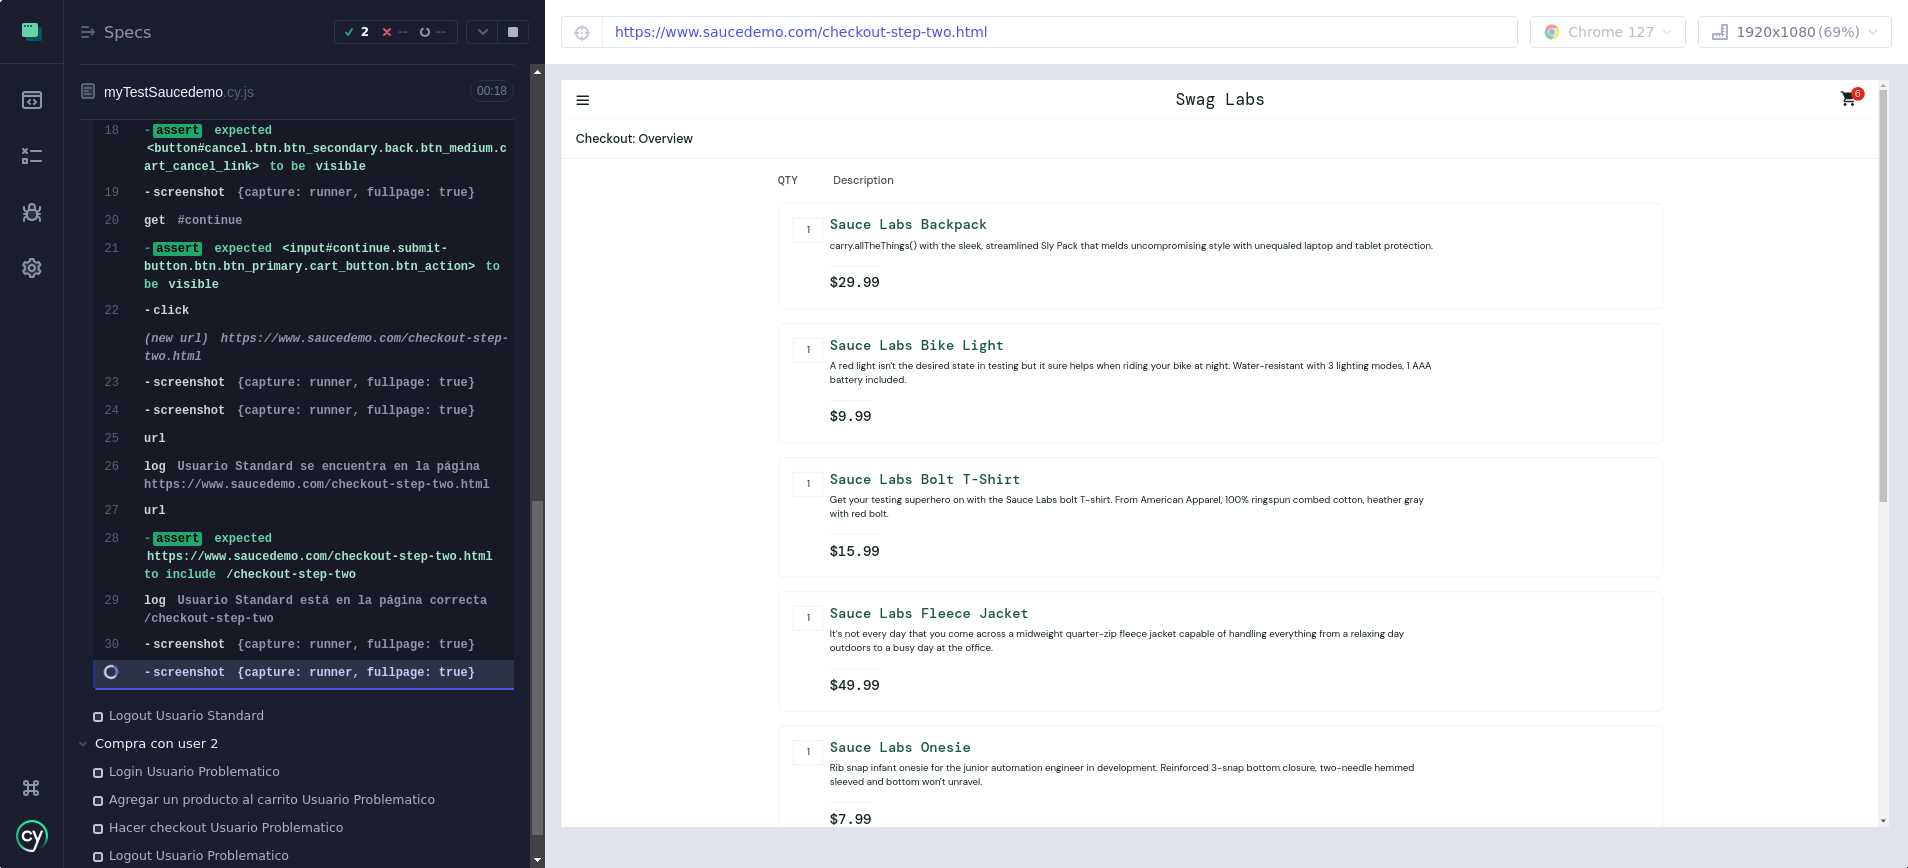 Specs
2 -- --
myTestSaucedemo.cy.js 00:18
18 -assert expected
<button#cancel.btn.btn_secondary.back.btn_medium.c
art_cancel_link> to be visible
19 -screenshot {capture: runner, fullpage: true}
20 get #continue
21 -assert expected <input#continue.submit-
button.btn.btn_primary.cart_button.btn_action> to
be visible
22 -click
(new url) https://www.saucedemo.com/checkout-step-
two.html
23 -screenshot {capture: runner, fullpage: true}
24 -screenshot {capture: runner, fullpage: true}
25 url
26 log Usuario Standard se encuentra en la página
https://www.saucedemo.com/checkout-step-two.html
27 url
28 -assert expected
https://www.saucedemo.com/checkout-step-two.html
to include /checkout-step-two
29 log Usuario Standard está en la página correcta
/checkout-step-two
30 -screenshot {capture: runner, fullpage: true}
-screenshot {capture: runner, fullpage: true}
Logout Usuario Standard
Compra con user 2
Login Usuario Problematico
Agregar un producto al carrito Usuario Problematico
Hacer checkout Usuario Problematico
Logout Usuario Problematico
cy
https://www.saucedemo.com/checkout-step-two.html
Chrome 127
1920x1080 (69%)
Swag Labs
6
Checkout: Overview
QTY Description
1
Sauce Labs Backpack
carry.allTheThings() with the sleek, streamlined Sly Pack that melds uncompromising style with unequaled laptop and tablet protection.
$29.99
1
Sauce Labs Bike Light
A red light isn't the desired state in testing but it sure helps when riding your bike at night. Water-resistant with 3 lighting modes, 1 AAA
battery included.
$9.99
1
Sauce Labs Bolt T-Shirt
Get your testing superhero on with the Sauce Labs bolt T-shirt. From American Apparel, 100% ringspun combed cotton, heather gray
with red bolt.
$15.99
1
Sauce Labs Fleece Jacket
It's not every day that you come across a midweight quarter-zip fleece jacket capable of handling everything from a relaxing day
outdoors to a busy day at the office.
$49.99
1
Sauce Labs Onesie
Rib snap infant onesie for the junior automation engineer in development. Reinforced 3-snap bottom closure, two-needle hemmed
sleeved and bottom won't unravel.
$7.99